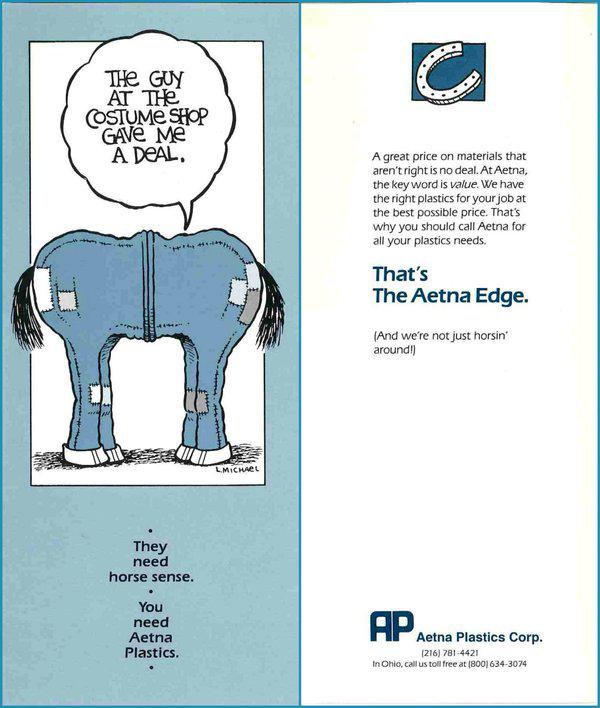 THE GUY
AT THE
COSTUME SHOP
GAVE ME
A DEAL.
L.MICHAEL
•
They
need
horse sense.
•
You
need
Aetna
Plastics.
•
A great price on materials that
aren't right is no deal. At Aetna,
the key word is value. We have
the right plastics for your job at
the best possible price. That's
why you should call Aetna for
all your plastics needs.
That's
The Aetna Edge.
(And we're not just horsin'
around!)
AP Aetna Plastics Corp.
(216) 781-4421
In Ohio, call us toll free at (800) 634-3074